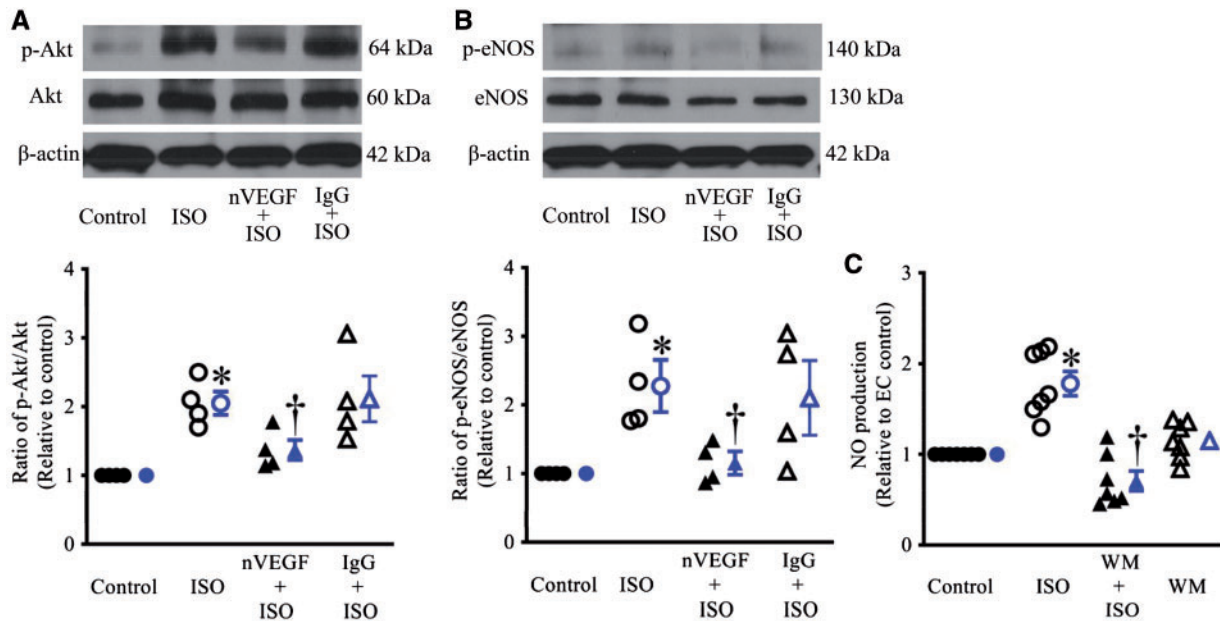 A
p-Akt
64 kDa
Akt
60 kDa
β-actin
42 kDa
Control
ISO
nVEGF
+
ISO
IgG
+
ISO
4
3
2
1
0
Ratio of p-Akt/Akt
(Relative to control)
*
†
Control
ISO
nVEGF
+
ISO
IgG
+
ISO
B
p-eNOS
140 kDa
eNOS
130 kDa
β-actin
42 kDa
Control
ISO
nVEGF
+
ISO
IgG
+
ISO
4
3
2
1
0
Ratio of p-eNOS/eNOS
(Relative to control)
*
†
Control
ISO
nVEGF
+
ISO
IgG
+
ISO
C
3
2
1
0
NO production
(Relative to EC control)
*
†
Control
ISO
WM
+
ISO
WM